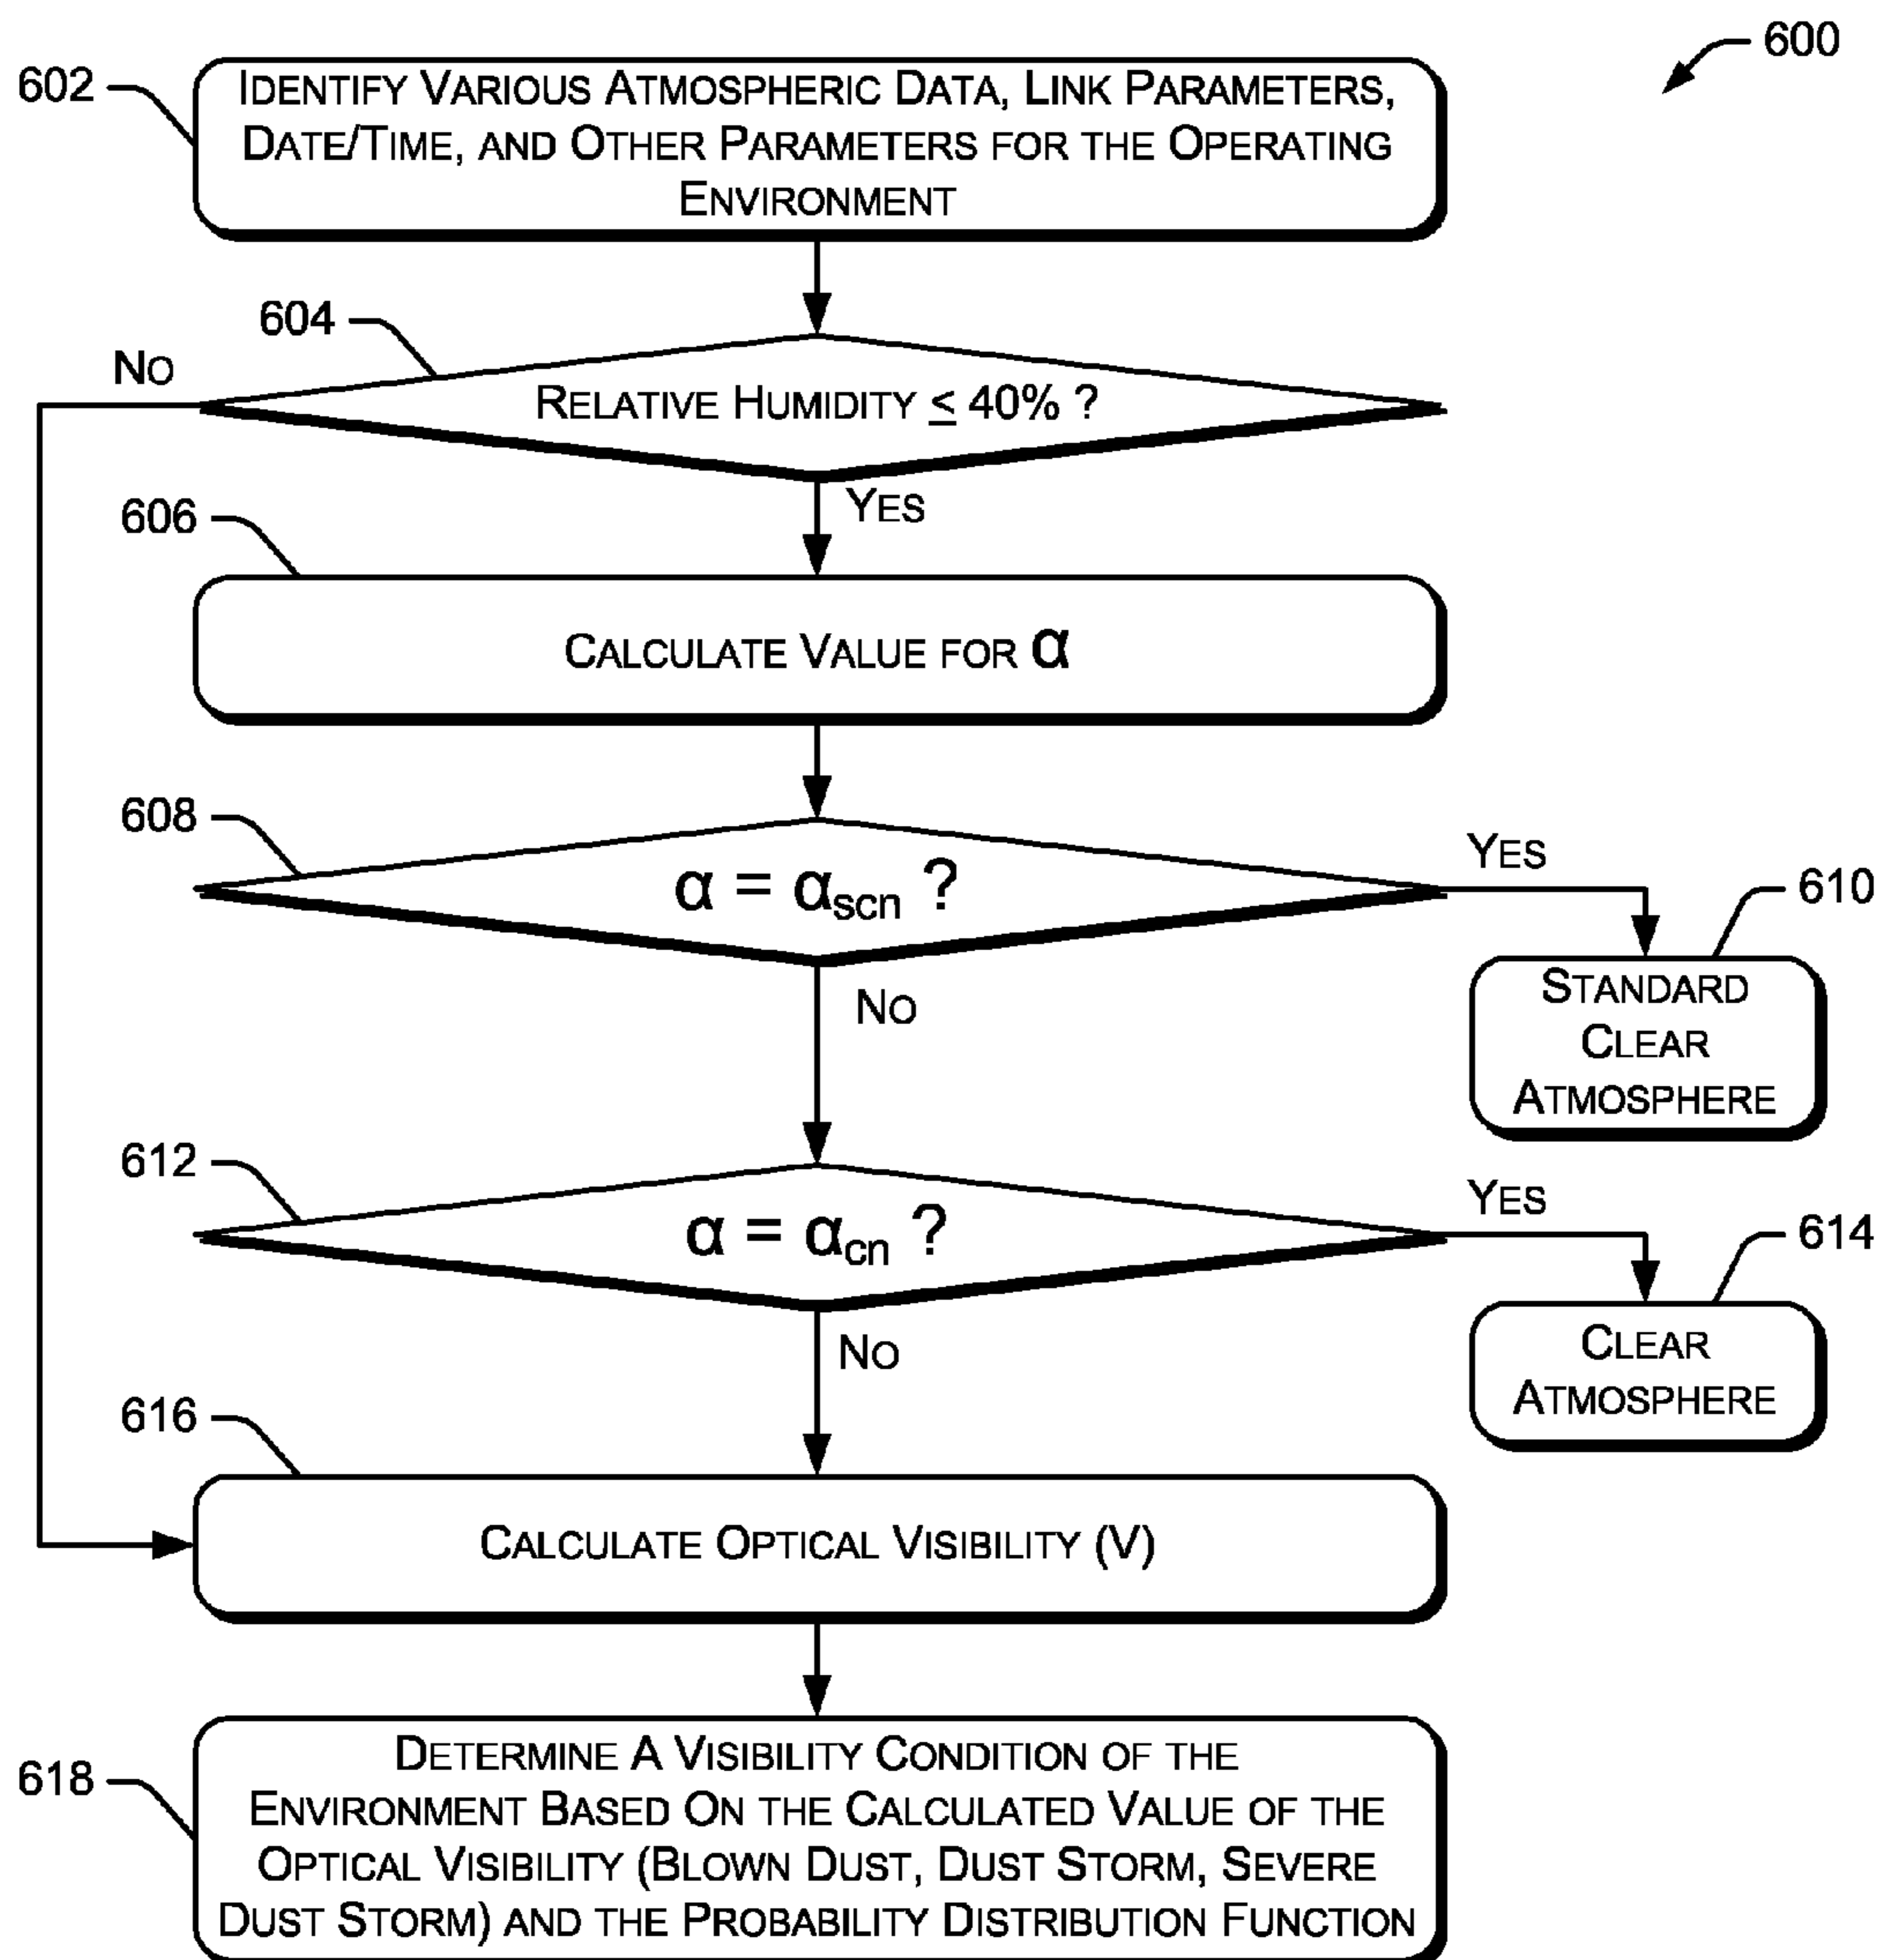 600
602
Identify Various Atmospheric Data, Link Parameters,
Date/Time, and Other Parameters for the Operating
Environment
604
No
Relative Humidity ≤ 40% ?
Yes
606
Calculate Value for α
608
α = αscn ?
Yes
610
Standard
Clear
Atmosphere
No
612
α = αcn ?
Yes
614
Clear
Atmosphere
No
616
Calculate Optical Visibility (V)
618
Determine A Visibility Condition of the
Environment Based On the Calculated Value of the
Optical Visibility (Blown Dust, Dust Storm, Severe
Dust Storm) and the Probability Distribution Function